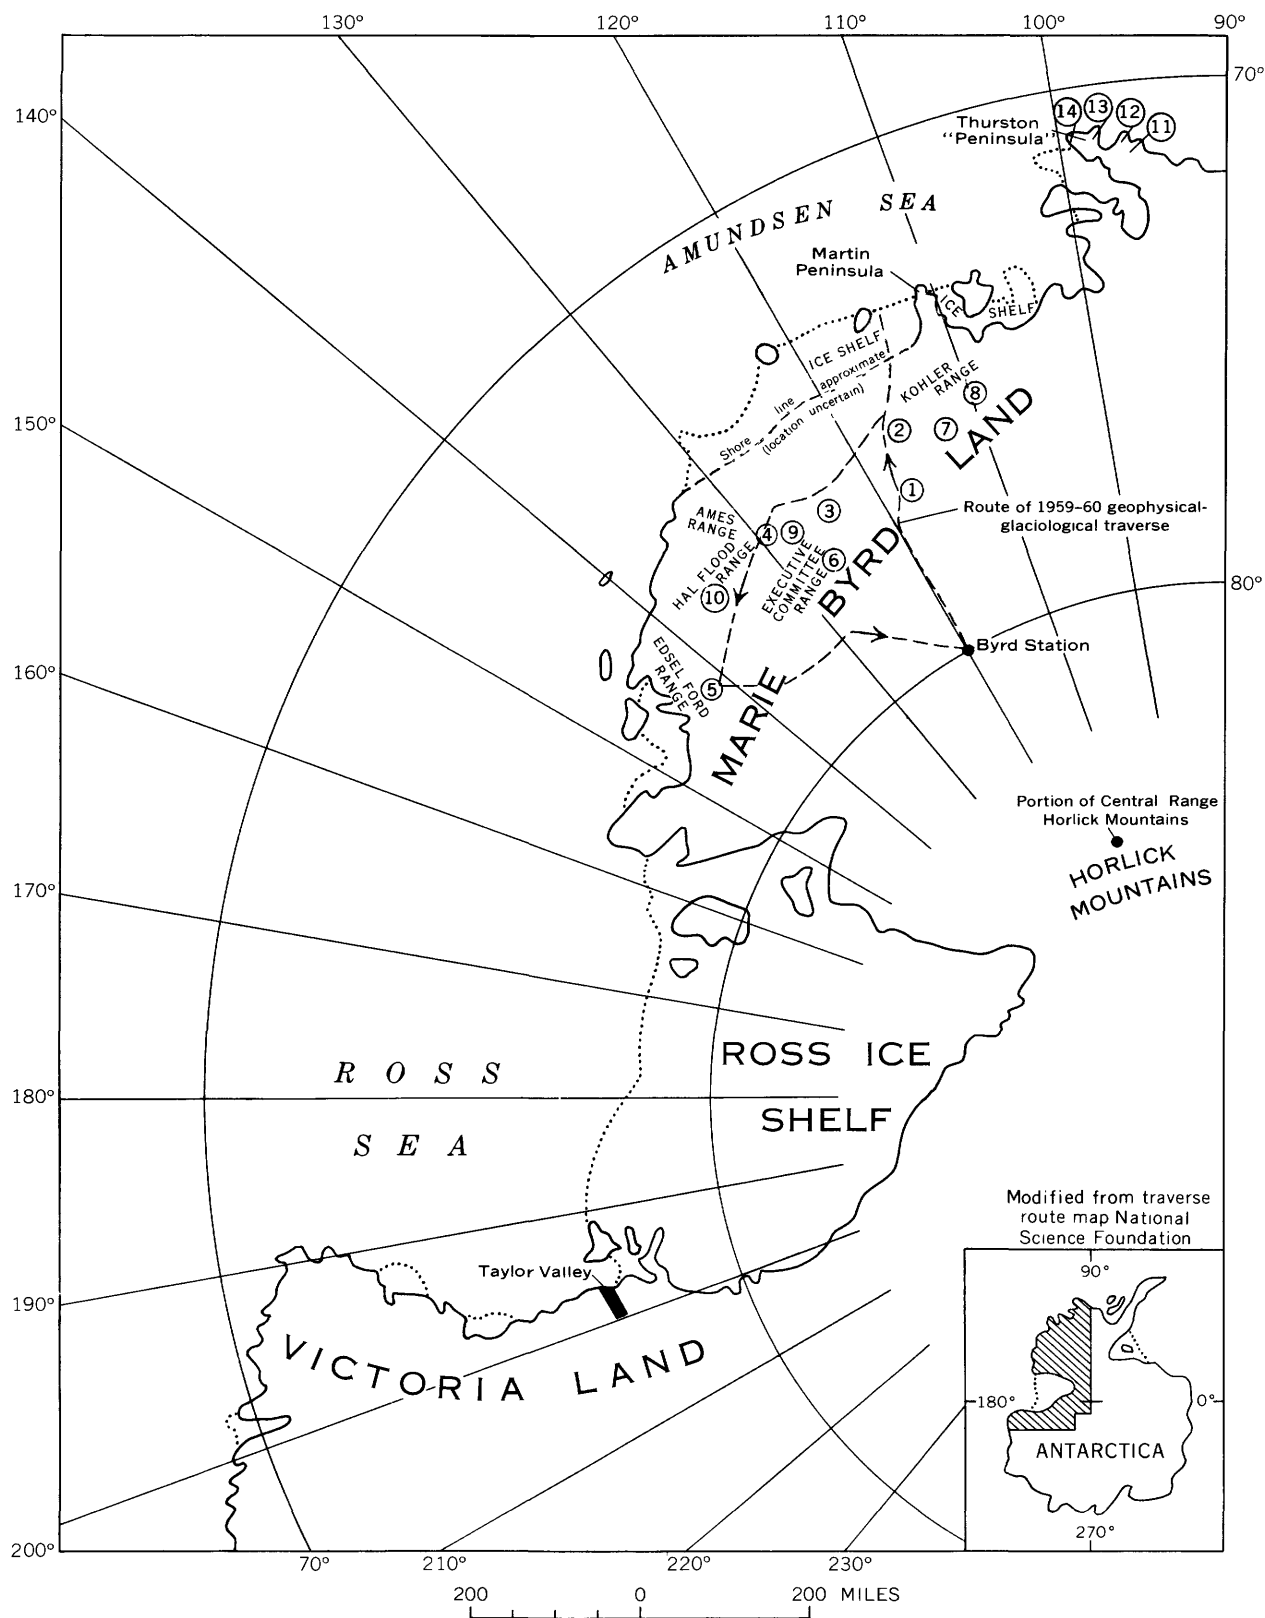 130°
120°
110°
100°
90°
70°
140°
14
13
12
11
Thurston
"Peninsula"
AMUNDSEN SEA
Martin
Peninsula
ICE
SHELF
ICE SHELF
approximate
Shore line
(location uncertain)
KOHLER
RANGE
8
2
7
LAND
150°
1
Route of 1959-60 geophysical-
glaciological traverse
AMES
RANGE
3
4
9
HAL FLOOD
RANGE
EXECUTIVE
COMMITTEE
RANGE
6
BYRD
10
80°
Byrd Station
EDSEL FORD
RANGE
5
MARIE
160°
Portion of Central Range
Horlick Mountains
HORLICK
MOUNTAINS
170°
ROSS ICE
SHELF
ROSS
SEA
180°
Taylor Valley
190°
VICTORIA LAND
Modified from traverse
route map National
Science Foundation
90°
180°
0°
ANTARCTICA
270°
200°
70°
210°
220°
230°
200 0 200 MILES